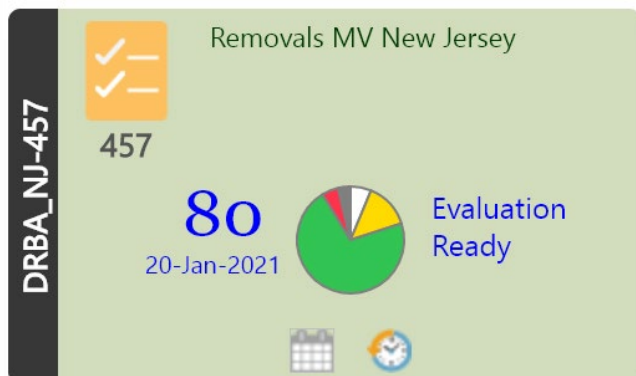 Removals MV New Jersey
DRBA_NJ-457
457
80
20-Jan-2021
Evaluation
Ready